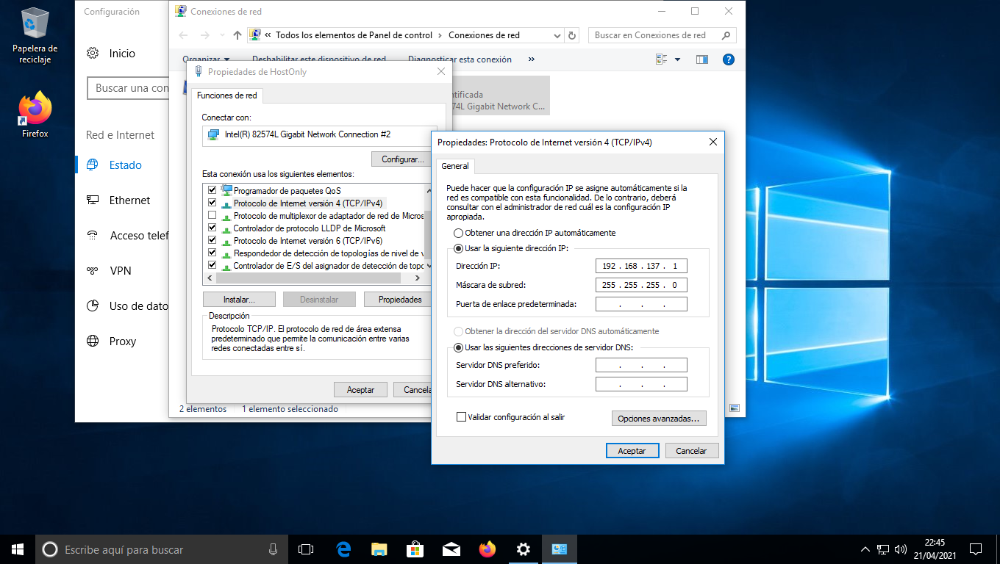 Papelera de
reciclaje
Firefox
Configuración
Inicio
Buscar una con
Red e Internet
Estado
Ethernet
Acceso telef
VPN
Uso de dato
Proxy
Conexiones de red
« Todos los elementos de Panel de control > Conexiones de red
Buscar en Conexiones de red
Organizar
Deshabilitar este dispositivo de red
Diagnosticar esta conexión
»
ntificada
74L Gigabit Network C...
2 elementos
1 elemento seleccionado
Propiedades de HostOnly
Funciones de red
Conectar con:
Intel(R) 82574L Gigabit Network Connection #2
Configurar...
Esta conexión usa los siguientes elementos:
Programador de paquetes QoS
Protocolo de Internet versión 4 (TCP/IPv4)
Protocolo de multiplexor de adaptador de red de Micros
Controlador de protocolo LLDP de Microsoft
Protocolo de Internet versión 6 (TCP/IPv6)
Respondedor de detección de topologías de nivel de v
Controlador de E/S del asignador de detección de topo
Instalar...
Desinstalar
Propiedades
Descripción
Protocolo TCP/IP. El protocolo de red de área extensa
predeterminado que permite la comunicación entre varias
redes conectadas entre sí.
Aceptar
Cancela
Propiedades: Protocolo de Internet versión 4 (TCP/IPv4)
General
Puede hacer que la configuración IP se asigne automáticamente si la
red es compatible con esta funcionalidad. De lo contrario, deberá
consultar con el administrador de red cuál es la configuración IP
apropiada.
Obtener una dirección IP automáticamente
Usar la siguiente dirección IP:
Dirección IP: 192 . 168 . 137 . 1
Máscara de subred: 255 . 255 . 255 . 0
Puerta de enlace predeterminada: . . .
Obtener la dirección del servidor DNS automáticamente
Usar las siguientes direcciones de servidor DNS:
Servidor DNS preferido: . . .
Servidor DNS alternativo: . . .
Validar configuración al salir
Opciones avanzadas...
Aceptar
Cancelar
Escribe aquí para buscar
22:45
21/04/2021